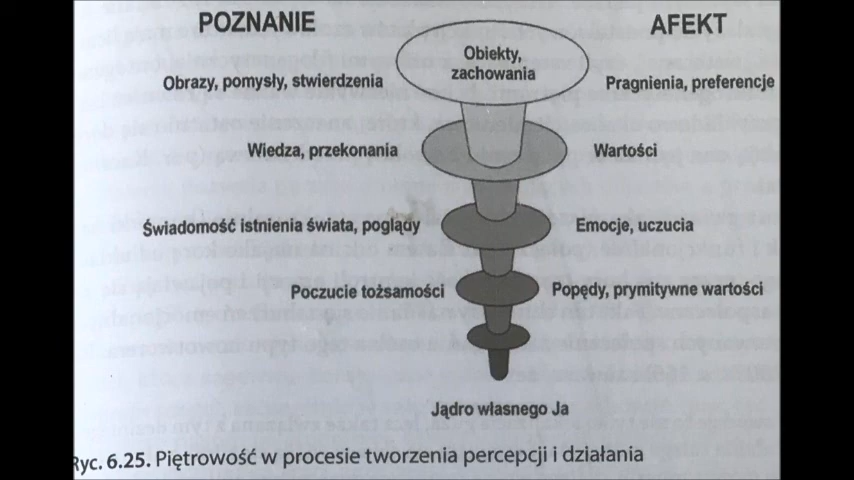 POZNANIE
AFEKT
Obiekty,
zachowania
Obrazy, pomysły, stwierdzenia
Pragnienia, preferencje
Wiedza, przekonania
Wartości
Świadomość istnienia świata, poglądy
Emocje, uczucia
Poczucie tożsamości
Popędy, prymitywne wartości
Jądro własnego Ja
Ryc. 6.25. Piętrowość w procesie tworzenia percepcji i działania